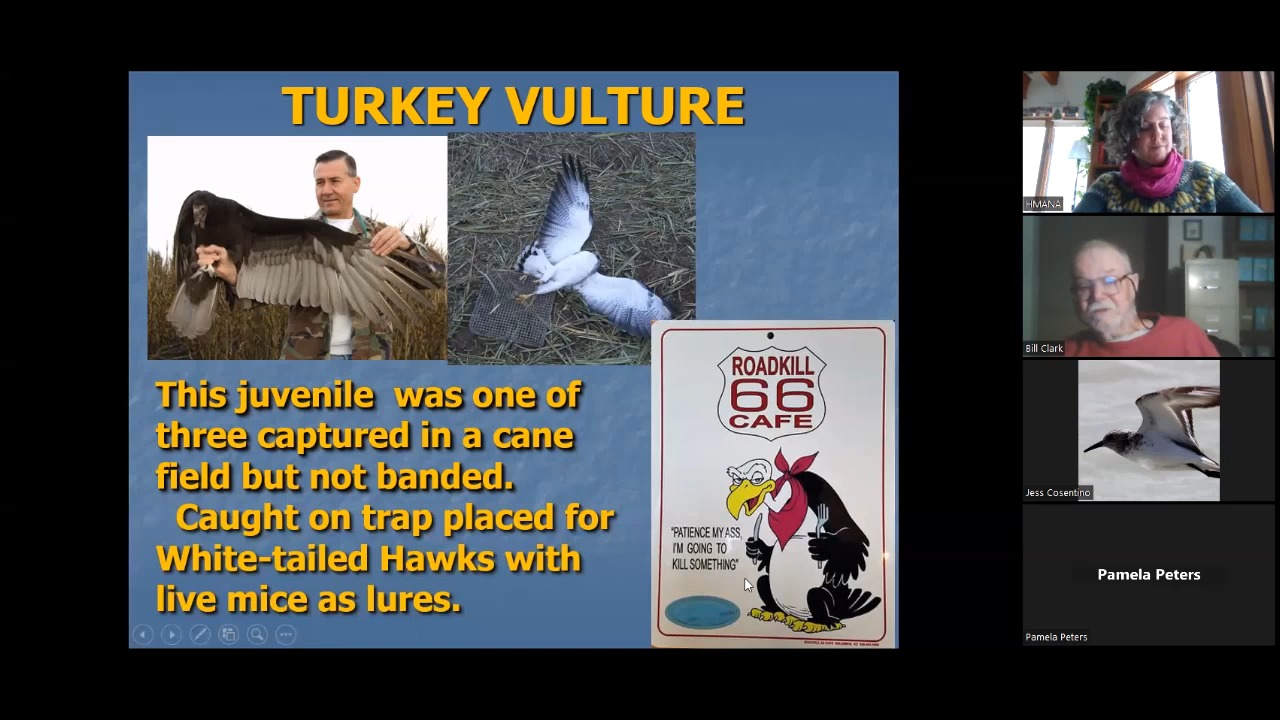 TURKEY VULTURE
This juvenile was one of
three captured in a cane
field but not banded.
Caught on trap placed for
White-tailed Hawks with
live mice as lures.
ROADKILL
66
CAFE
"PATIENCE MY ASS,
I'M GOING TO
KILL SOMETHING"
HMANA
Bill Clark
Jess Cosentino
Pamela Peters
Pamela Peters